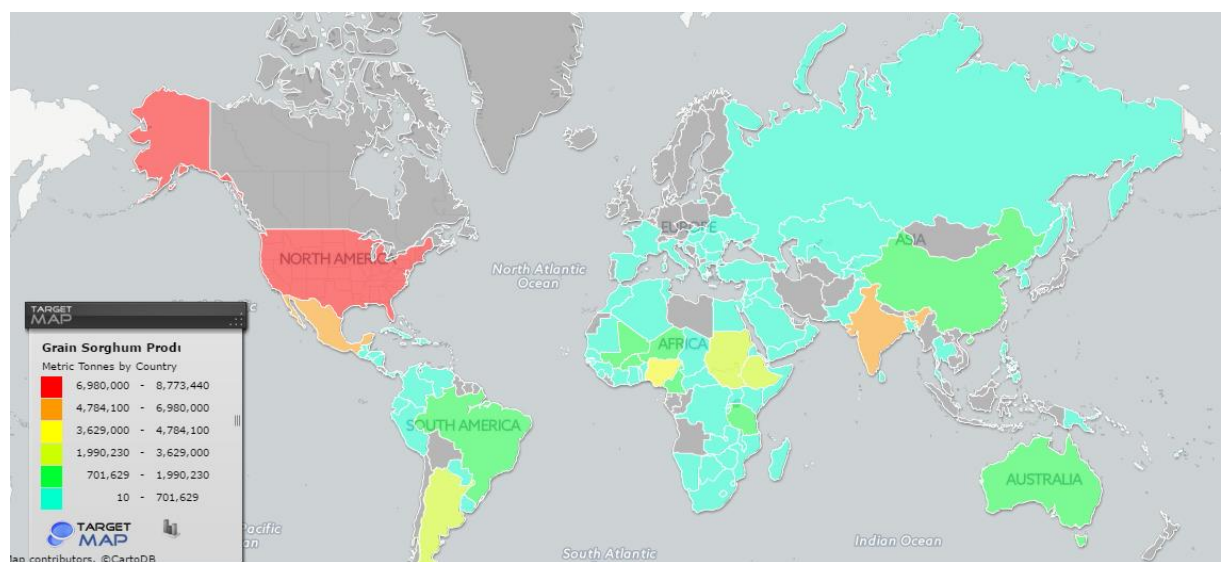 NORTH AMERICA
North Atlantic
Ocean
EUROPE
ASIA
AFRICA
SOUTH AMERICA
AUSTRALIA
Indian Ocean
South Atlantic
Pacific
TARGET
MAP
Grain Sorghum Prod
Metric Tonnes by Country
6,980,000 - 8,773,440
4,784,100 - 6,980,000
3,629,000 - 4,784,100
1,990,230 - 3,629,000
701,629 - 1,990,230
10 - 701,629
TARGET
MAP
Map contributors, ©CartoDB